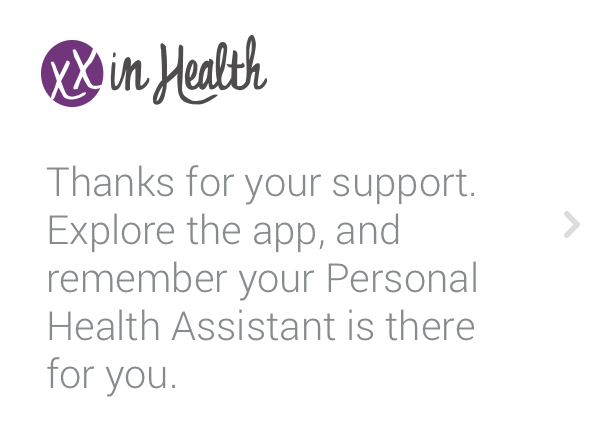 XX in Health
Thanks for your support.
Explore the app, and
remember your Personal
Health Assistant is there
for you.